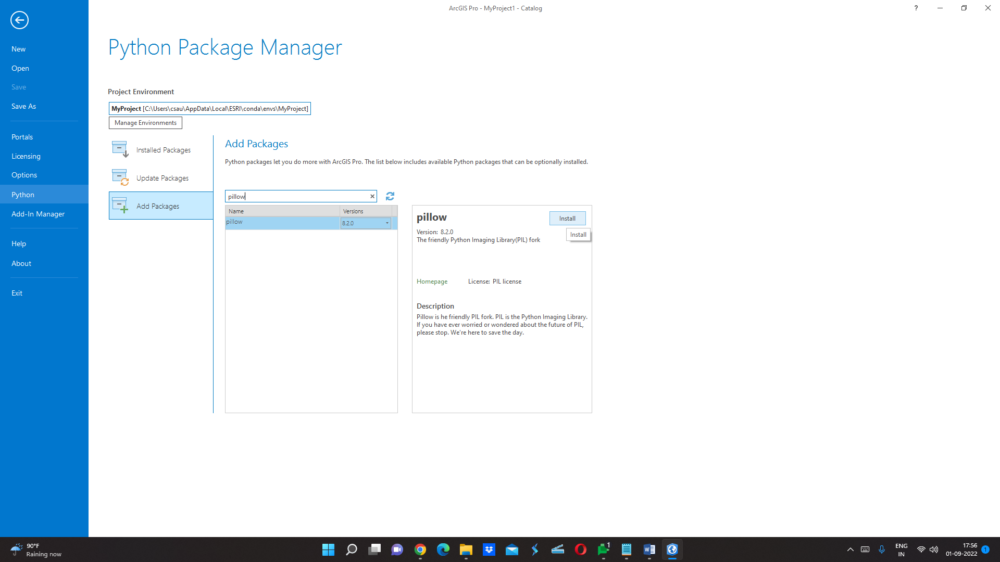 ArcGIS Pro - MyProject1 - Catalog
?
New
Open
Save
Save As
Portals
Licensing
Options
Python
Add-In Manager
Help
About
Exit
Python Package Manager
Project Environment
MyProject [C:\Users\csau\AppData\Local\ESRI\conda\envs\MyProject]
Manage Environments
Installed Packages
Update Packages
Add Packages
Add Packages
Python packages let you do more with ArcGIS Pro. The list below includes available Python packages that can be optionally installed.
pillow
Name Versions
pillow 8.2.0
pillow
Install
Install
Version: 8.2.0
The friendly Python Imaging Library(PIL) fork
Homepage License: PIL license
Description
Pillow is he friendly PIL fork. PIL is the Python Imaging Library.
If you have ever worried or wondered about the future of PIL,
please stop. We're here to save the day.
90°F
Raining now
1
ENG
IN
17:56
01-09-2022
1